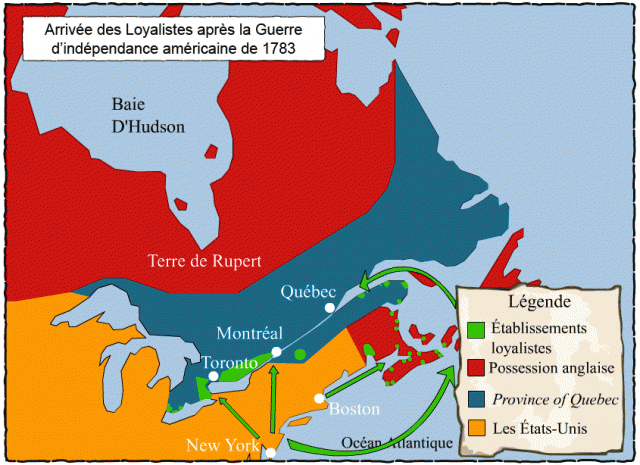 Arrivée des Loyalistes après la Guerre
d'indépendance américaine de 1783
Baie
D'Hudson
Terre de Rupert
Québec
Montréal
Toronto
Boston
New York
Océan Atlantique
Légende
Établissements
loyalistes
Possession anglaise
Province of Quebec
Les États-Unis